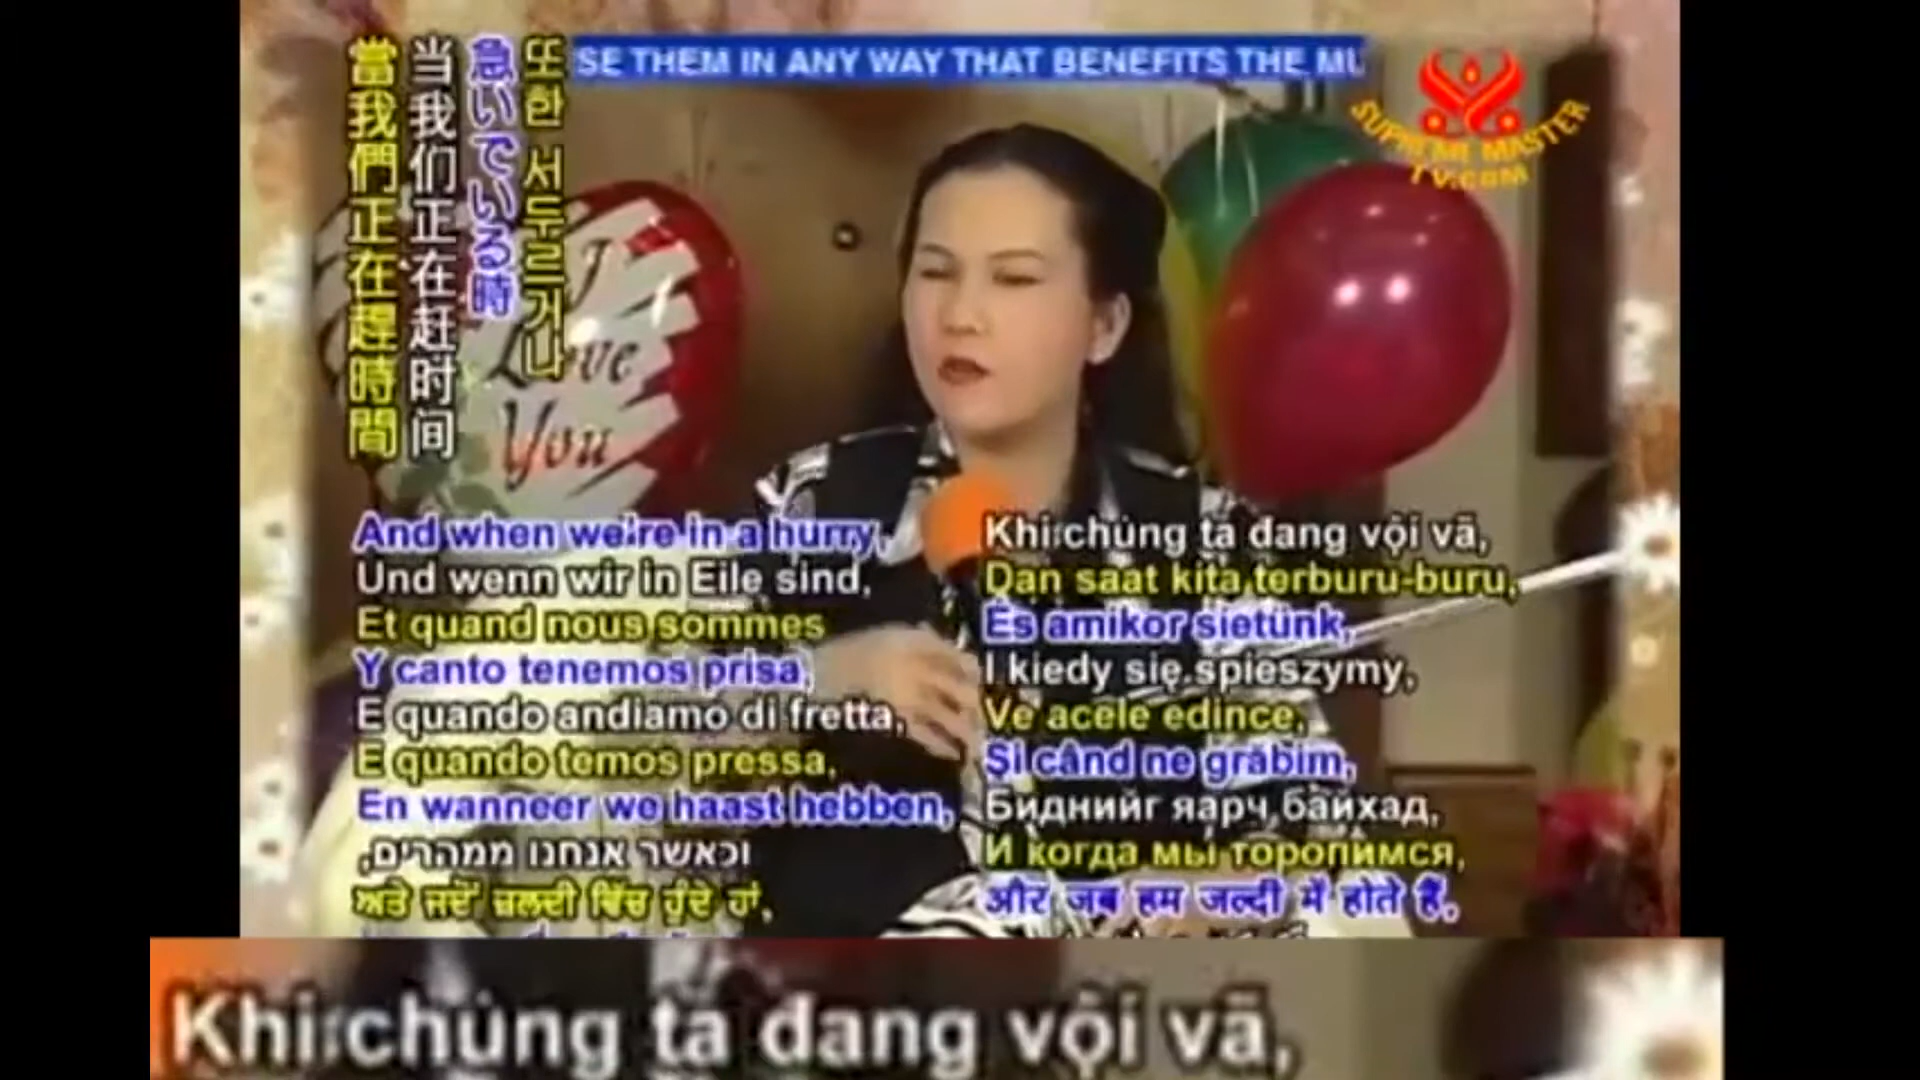 SE THEM IN ANY WAY THAT BENEFITS THE MU
SUPREME MASTER
TV.COM
當我們正在趕時間
当我们正在赶时间
急いでいる時
또한 서두르거나
I
Love
You
And when we're in a hurry,
Und wenn wir in Eile sind,
Et quand nous sommes
Y canto tenemos prisa,
E quando andiamo di fretta,
E quando temos pressa,
En wanneer we haast hebben,
וכאשר אנחנו ממהרים,
ਅਤੇ ਜਦੋਂ ਜ਼ਲਦੀ ਵਿੱਚ ਹੁੰਦੇ ਹਾਂ,
Khi chúng ta đang vội vã,
Dan saat kita terburu-buru,
És amikor sietünk,
I kiedy się spieszymy,
Ve acele edince,
Şi când ne grăbim,
Биднийг яарч байхад,
И когда мы торопимся,
और जब हम जल्दी में होते हैं,
Khi chúng ta đang vội vã,